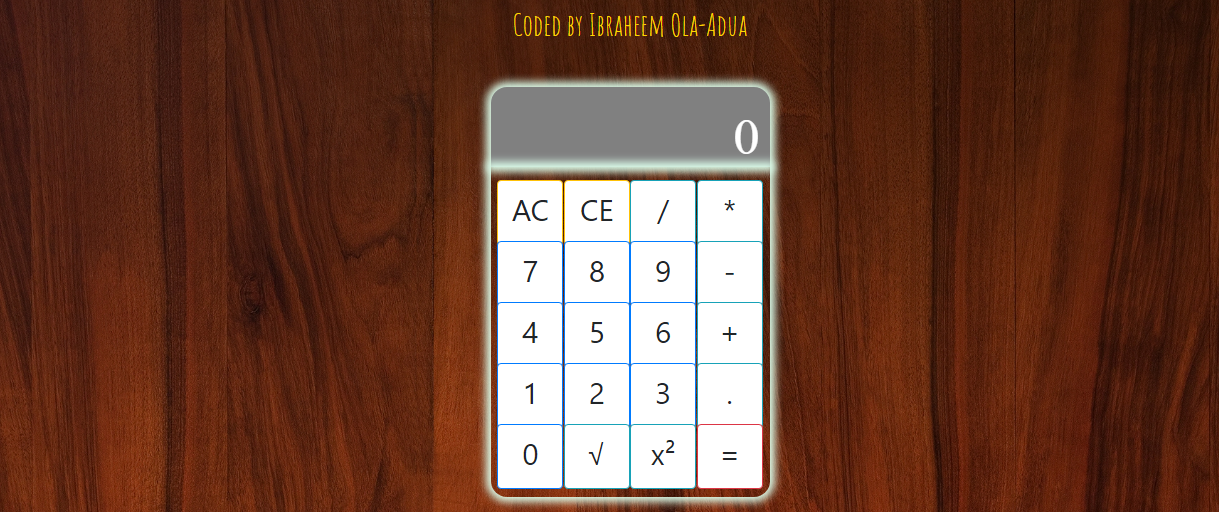 Coded by Ibraheem Ola-Adua
0
AC CE / *
7 8 9 -
4 5 6 +
1 2 3 .
0 √ x² =